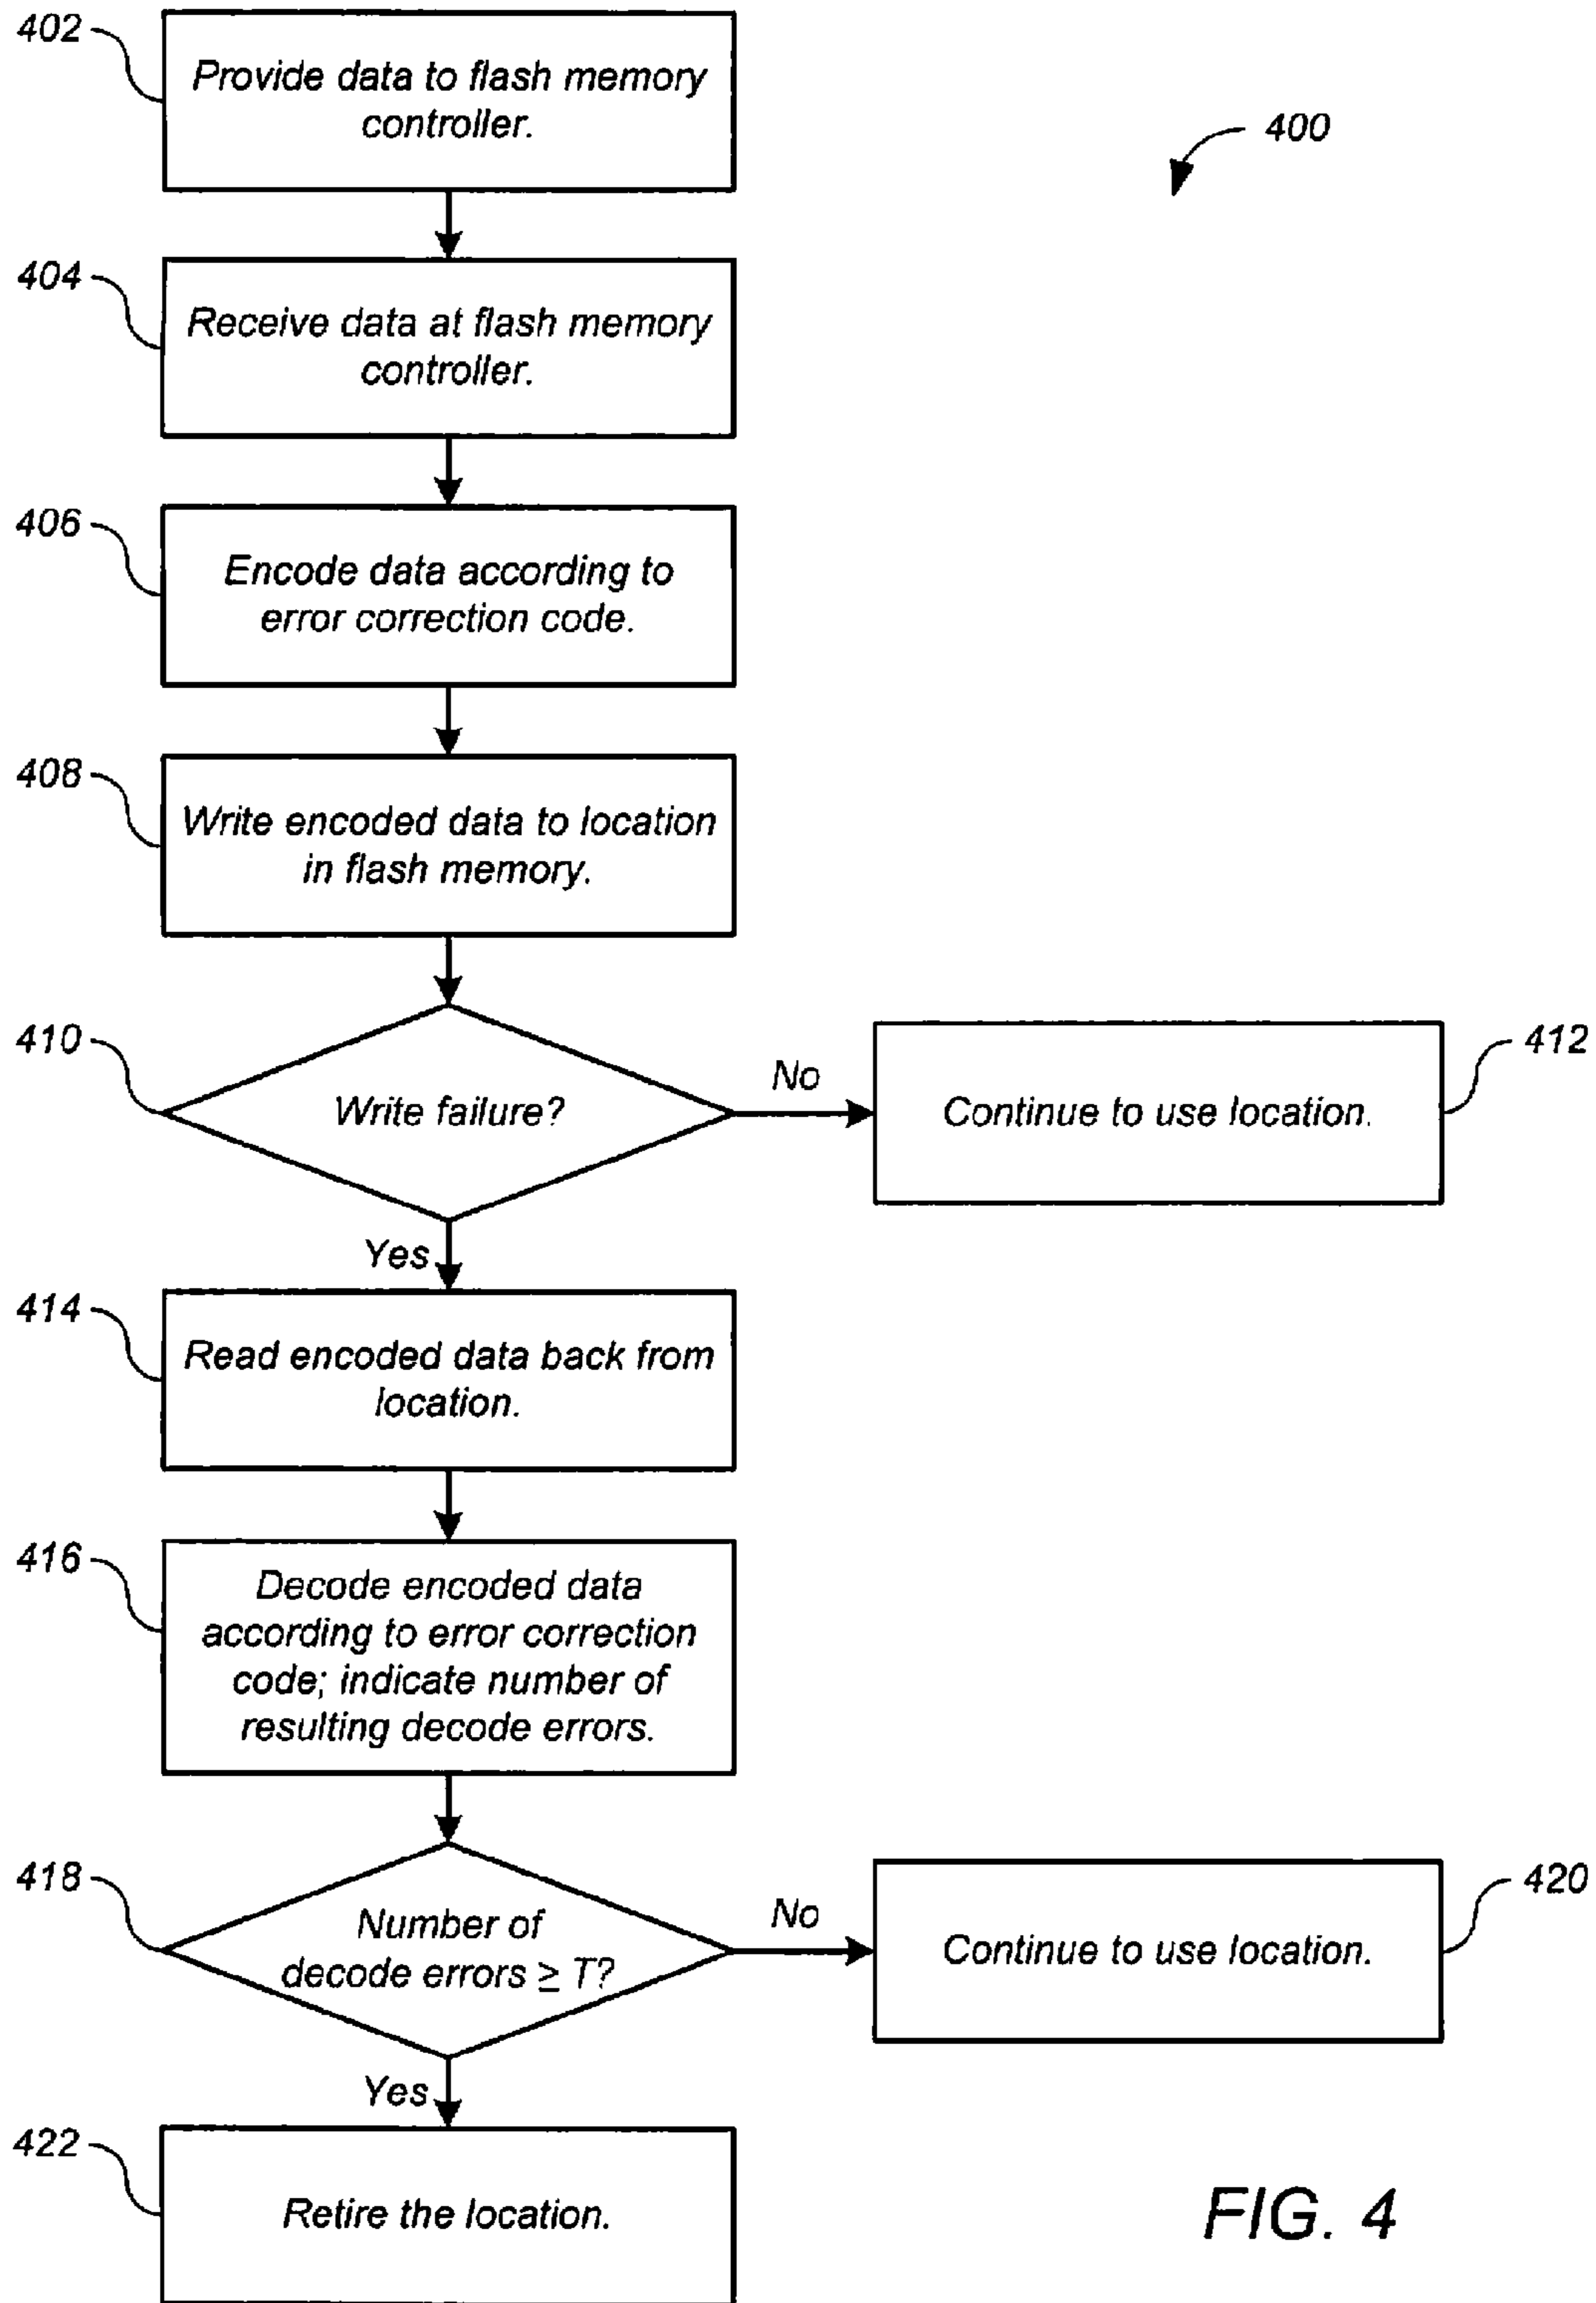 402
Provide data to flash memory
controller.
400
404
Receive data at flash memory
controller.
406
Encode data according to
error correction code.
408
Write encoded data to location
in flash memory.
410
Write failure?
No
Continue to use location.
412
Yes
414
Read encoded data back from
location.
416
Decode encoded data
according to error correction
code; indicate number of
resulting decode errors.
418
Number of
decode errors ≥ T?
No
Continue to use location.
420
Yes
422
Retire the location.
FIG. 4